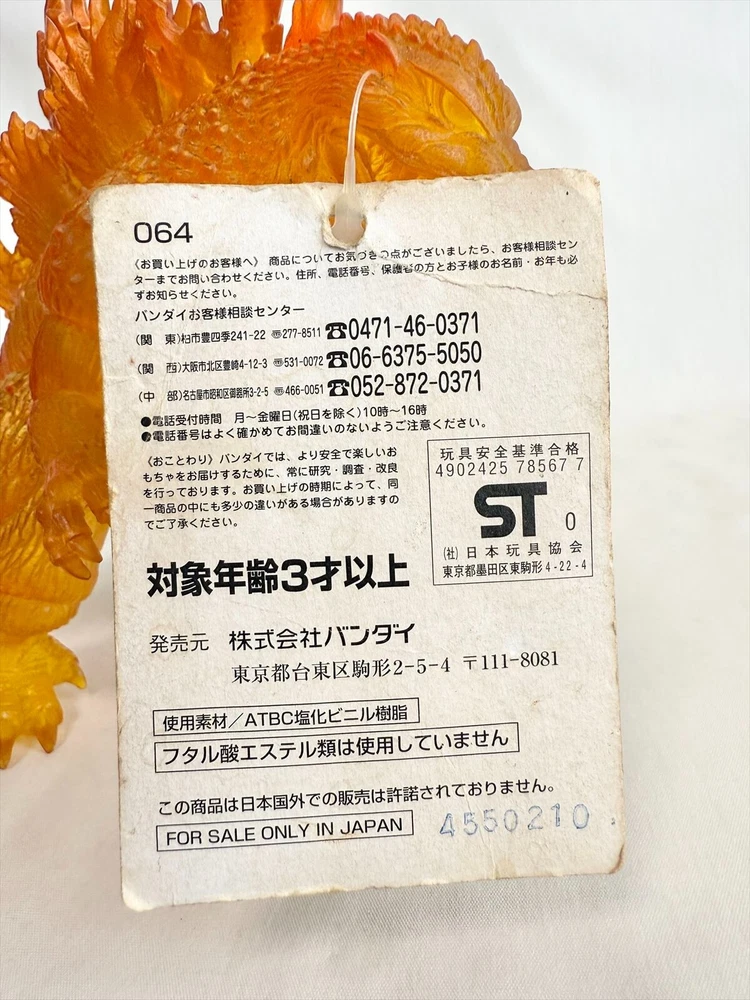 064
〈お買い上げのお客様へ〉 商品についてお気づきの点がございましたら、お客様相談セン
ターまでお問い合わせください。住所、電話番号、保護者の方とお子様のお名前・お年も必
ずお知らせください。
バンダイお客様相談センター
(関 東)柏市豊四季241-22 〒277-8511 ☎0471-46-0371
(関 西)大阪市北区豊崎4-12-3 〒531-0072 ☎06-6375-5050
(中 部)名古屋市昭和区御器所3-2-5 〒466-0051 ☎052-872-0371
●電話受付時間 月〜金曜日(祝日を除く)10時〜16時
●電話番号はよく確かめてお間違いのないようご注意ください。
〈おことわり〉バンダイでは、より安全で楽しいお
もちゃをお届けするために、常に研究・調査・改良
を行っております。お買い上げの時期によって、同
一商品の中にも多少の違いがある場合がありますの
でご了承ください。
玩具安全基準合格
4902425 78567 7
ST 0
(社)日本玩具協会
東京都墨田区東駒形4-22-4
対象年齢3才以上
発売元 株式会社バンダイ
東京都台東区駒形2-5-4 〒111-8081
使用素材/ATBC塩化ビニル樹脂
フタル酸エステル類は使用していません
この商品は日本国外での販売は許諾されておりません。
FOR SALE ONLY IN JAPAN
4550210